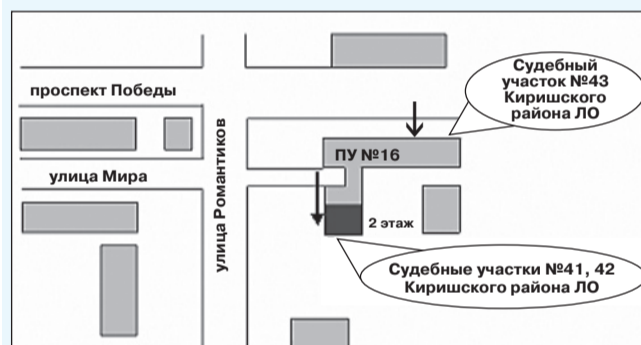 Судебный
участок №43
Киришского
района ЛО
проспект Победы
ПУ №16
улица Мира
улица Романтиков
2 этаж
Судебные участки №41, 42
Киришского района ЛО